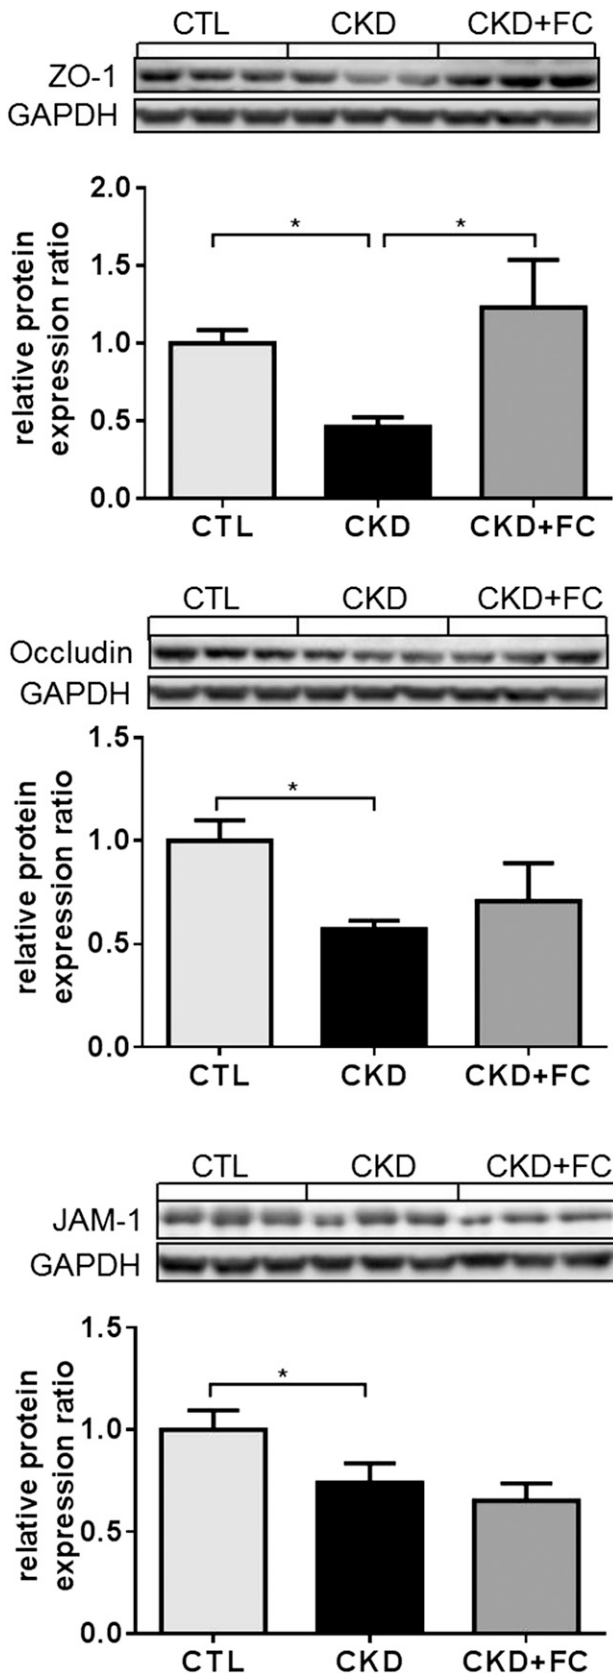 CTL CKD CKD+FC
ZO-1
GAPDH
2.0
1.5
1.0
0.5
0.0
relative protein
expression ratio
* *
CTL CKD CKD+FC
CTL CKD CKD+FC
Occludin
GAPDH
1.5
1.0
0.5
0.0
relative protein
expression ratio
*
CTL CKD CKD+FC
CTL CKD CKD+FC
JAM-1
GAPDH
1.5
1.0
0.5
0.0
relative protein
expression ratio
*
CTL CKD CKD+FC